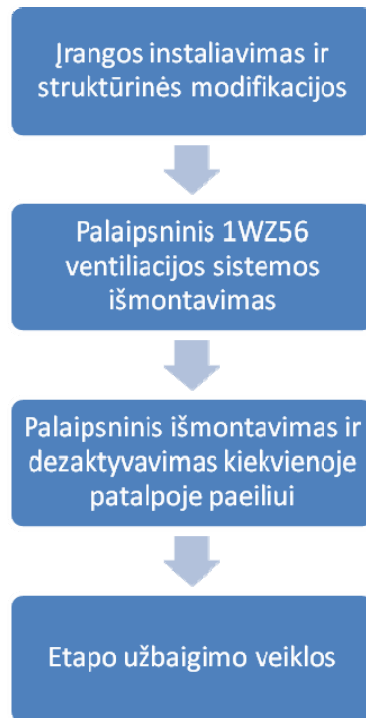 Įrangos instaliavimas ir
struktūrinės modifikacijos
Palaipsninis 1WZ56
ventiliacijos sistemos
išmontavimas
Palaipsninis išmontavimas ir
dezaktyvavimas kiekvienoje
patalpoje paeiliui
Etapo užbaigimo veiklos